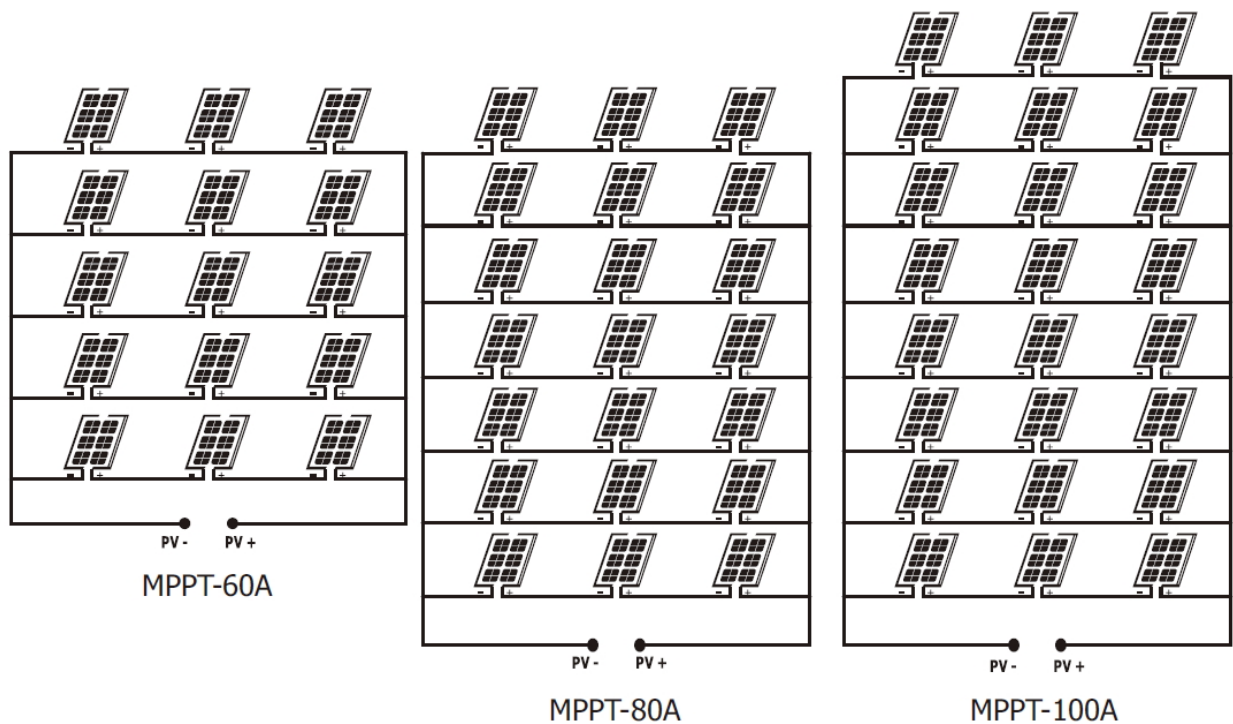 PV - PV +
MPPT-60A
PV - PV +
MPPT-80A
PV - PV +
MPPT-100A